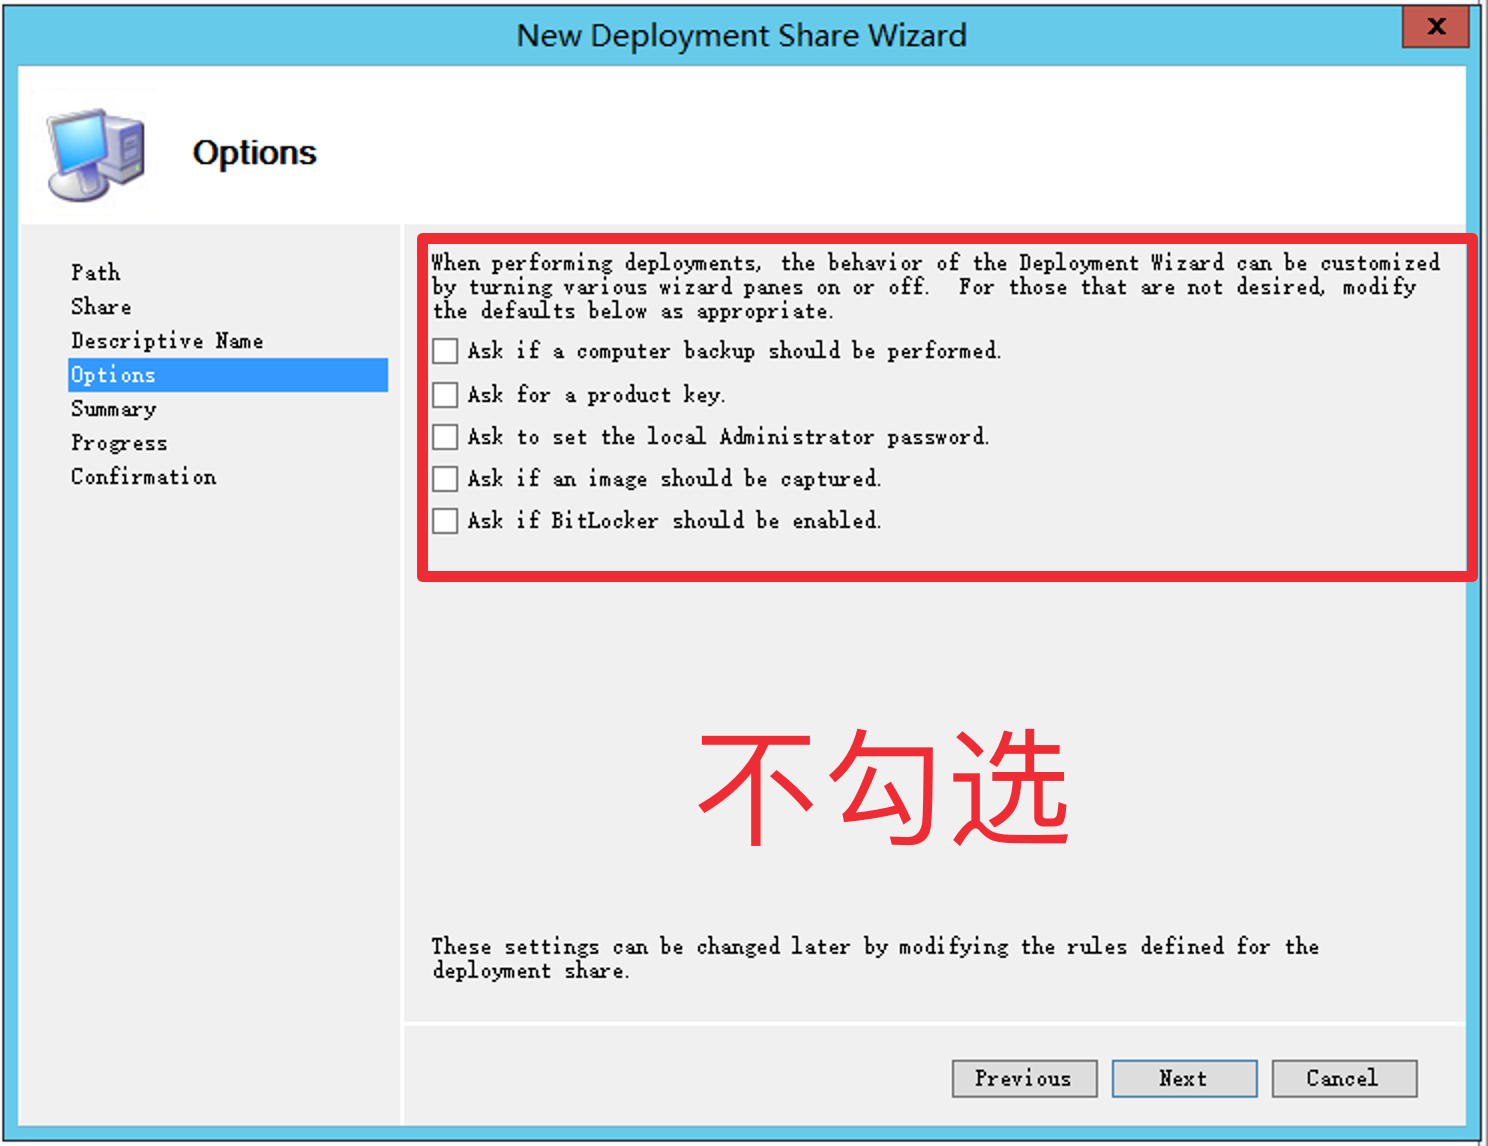 New Deployment Share Wizard
X
Options
Path
Share
Descriptive Name
Options
Summary
Progress
Confirmation
When performing deployments, the behavior of the Deployment Wizard can be customized
by turning various wizard panes on or off.  For those that are not desired, modify
the defaults below as appropriate.
Ask if a computer backup should be performed.
Ask for a product key.
Ask to set the local Administrator password.
Ask if an image should be captured.
Ask if BitLocker should be enabled.
不勾选
These settings can be changed later by modifying the rules defined for the
deployment share.
Previous
Next
Cancel